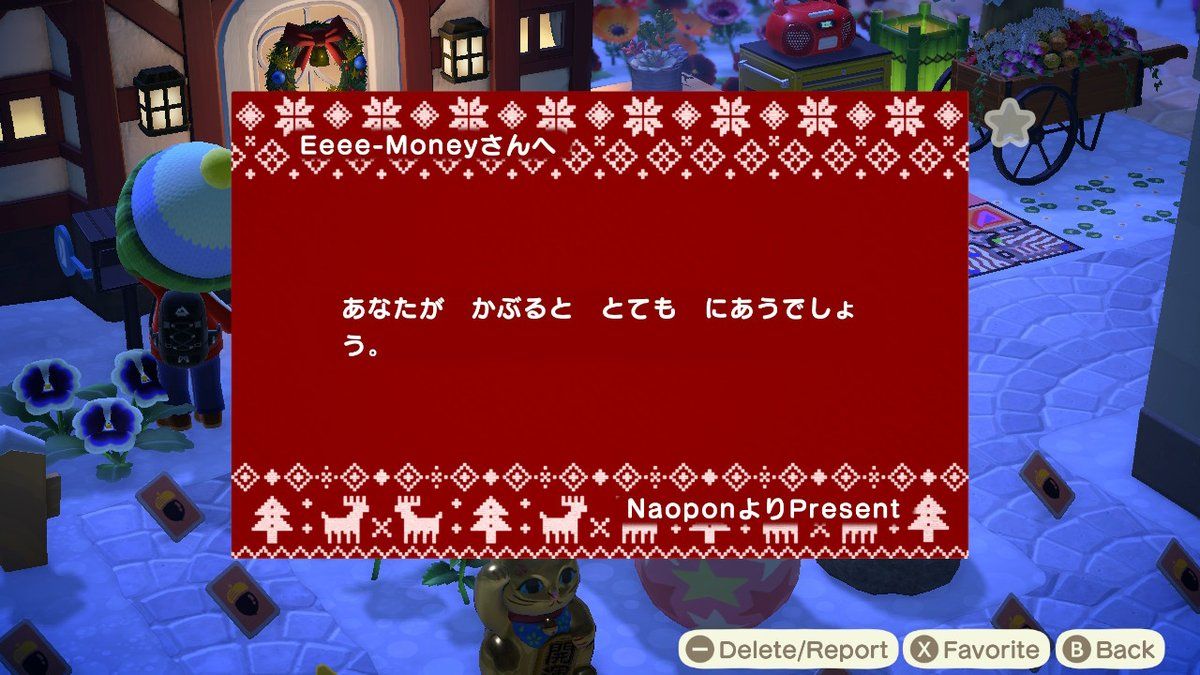 Eeee-Moneyさんへ
あなたが　かぶると　とても　にあうでしょ
う。
NaoponよりPresent
Delete/Report
X Favorite
B Back